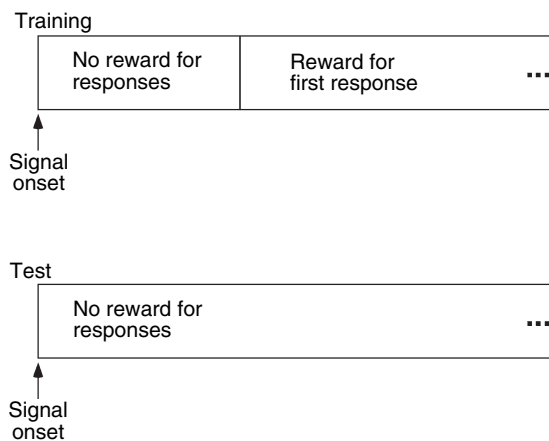 Training
No reward for
responses
Reward for
first response
...
Signal
onset
Test
No reward for
responses
...
Signal
onset